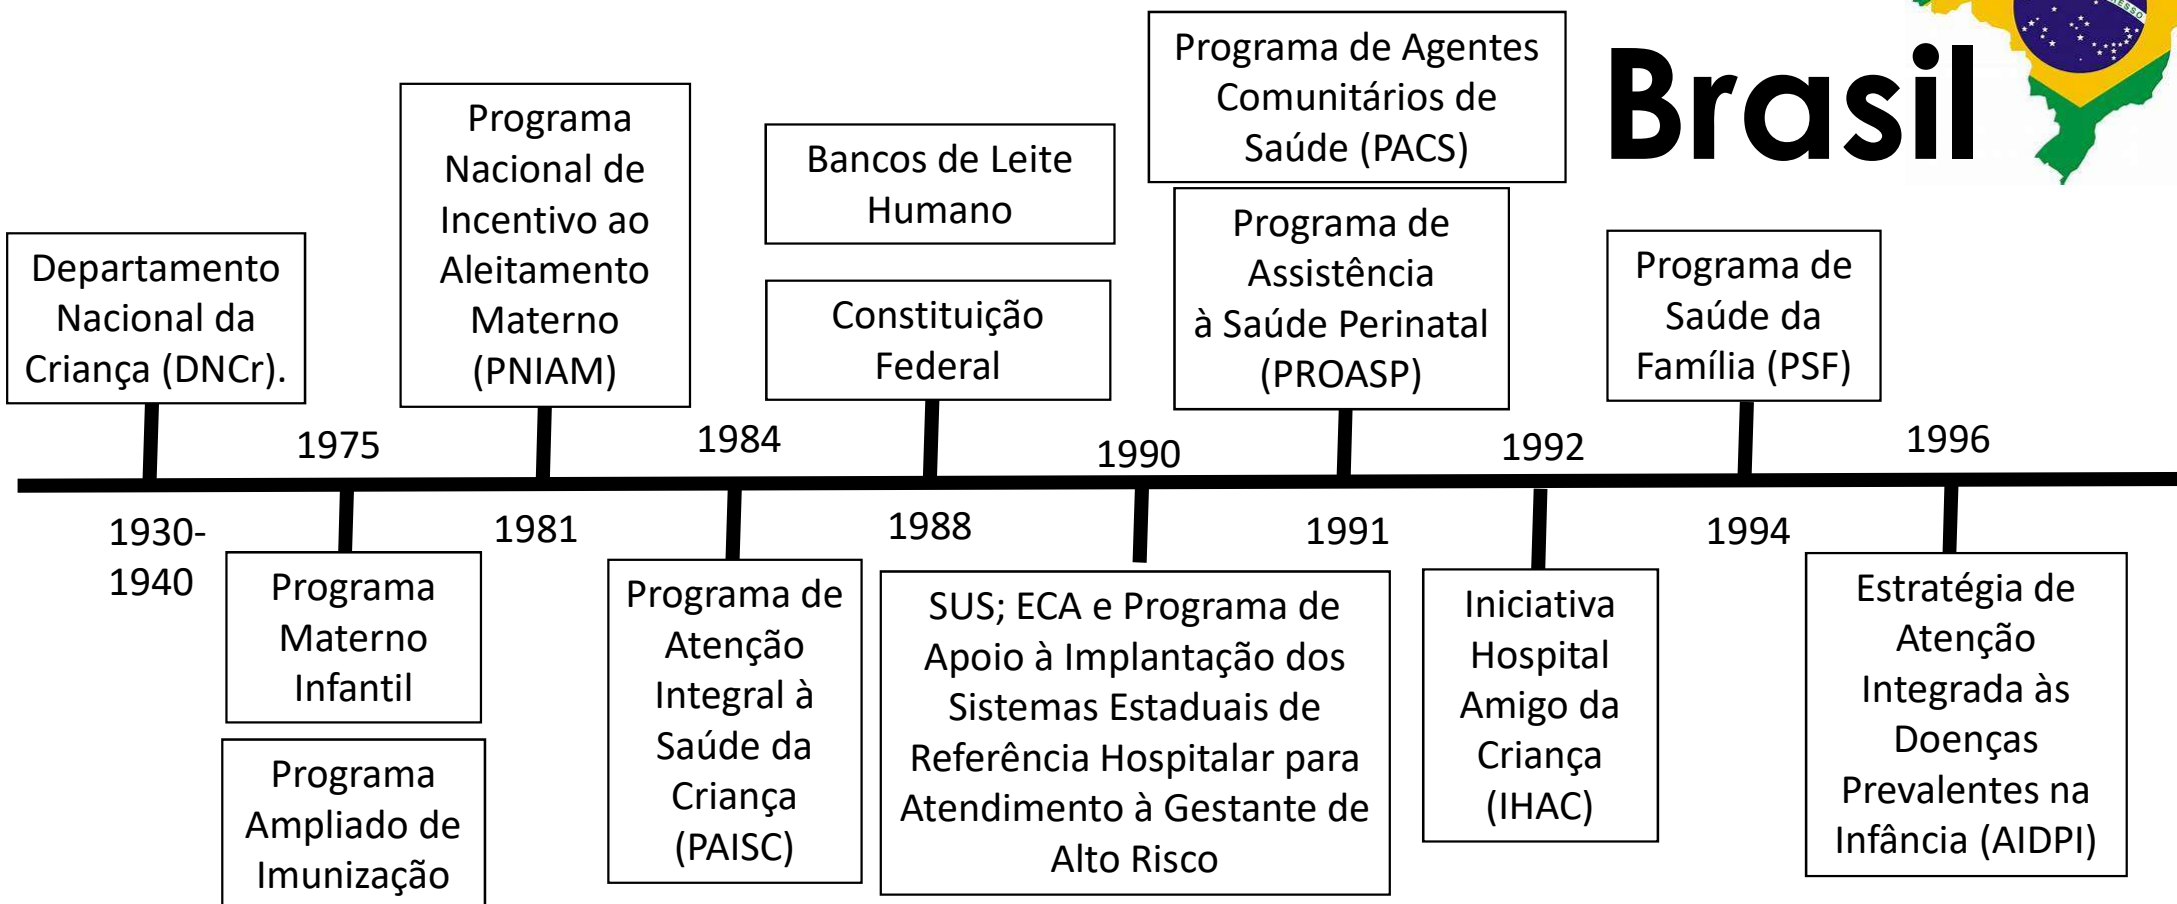 Brasil
Departamento
Nacional da
Criança (DNCr).
1930-
1940
1975
Programa
Materno
Infantil
Programa
Ampliado de
Imunização
Programa
Nacional de
Incentivo ao
Aleitamento
Materno
(PNIAM)
1981
1984
Programa de
Atenção
Integral à
Saúde da
Criança
(PAISC)
Bancos de Leite
Humano
Constituição
Federal
1988
1990
SUS; ECA e Programa de
Apoio à Implantação dos
Sistemas Estaduais de
Referência Hospitalar para
Atendimento à Gestante de
Alto Risco
Programa de Agentes
Comunitários de
Saúde (PACS)
Programa de
Assistência
à Saúde Perinatal
(PROASP)
1991
1992
Iniciativa
Hospital
Amigo da
Criança
(IHAC)
Programa de
Saúde da
Família (PSF)
1994
1996
Estratégia de
Atenção
Integrada às
Doenças
Prevalentes na
Infância (AIDPI)